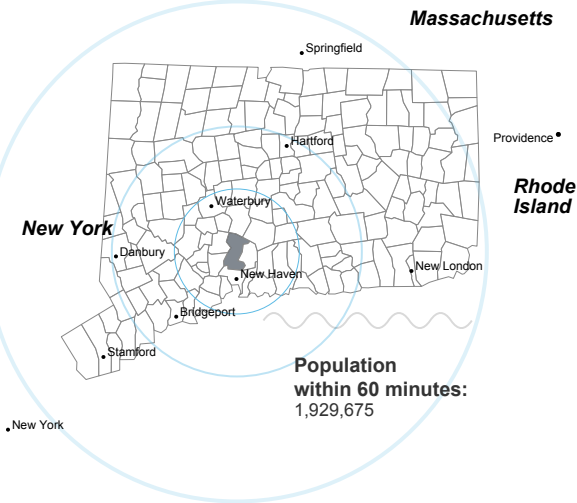 Massachusetts
Springfield
Providence
Hartford
Rhode
Island
Waterbury
New York
Danbury
New London
New Haven
Bridgeport
Stamford
Population
within 60 minutes:
1,929,675
New York